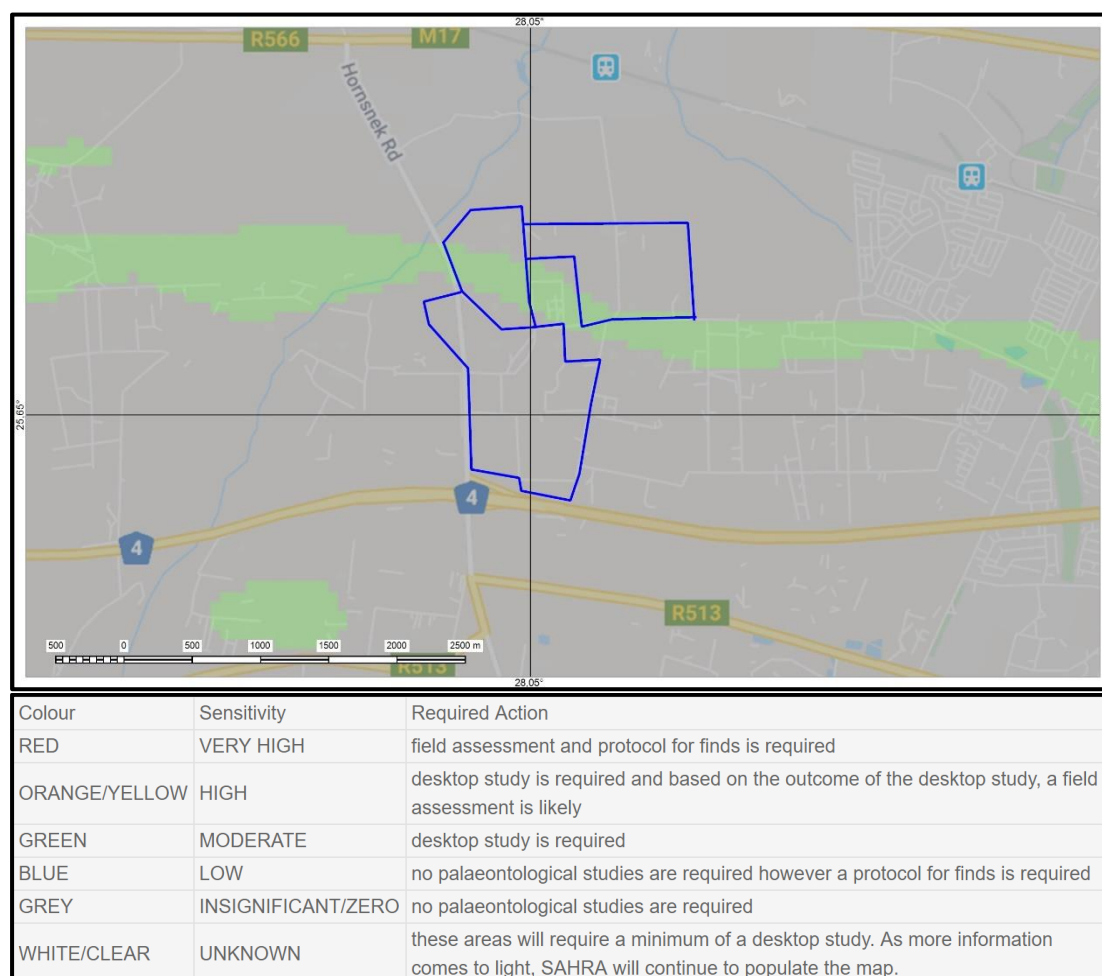 28,05°
R566
M17
Hornsnek Rd
25,65°
4
4
R513
500 0 500 1000 1500 2000 2500 m
R513
28,05°
Colour Sensitivity Required Action
RED VERY HIGH field assessment and protocol for finds is required
ORANGE/YELLOW HIGH desktop study is required and based on the outcome of the desktop study, a field
assessment is likely
GREEN MODERATE desktop study is required
BLUE LOW no palaeontological studies are required however a protocol for finds is required
GREY INSIGNIFICANT/ZERO no palaeontological studies are required
WHITE/CLEAR UNKNOWN these areas will require a minimum of a desktop study. As more information
comes to light, SAHRA will continue to populate the map.